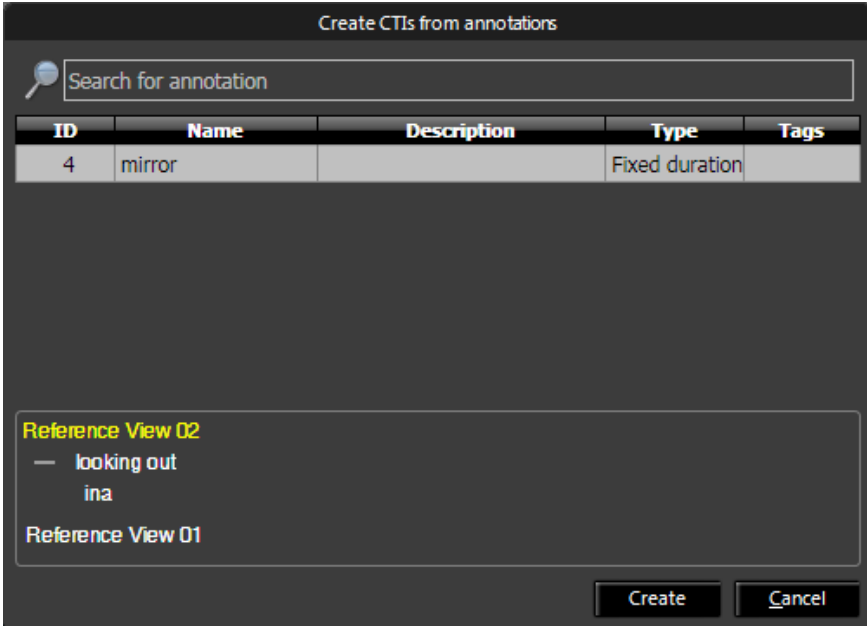 Create CTIs from annotations
Search for annotation
ID Name Description Type Tags
4 mirror Fixed duration
Reference View 02
looking out
ina
Reference View 01
Create Cancel